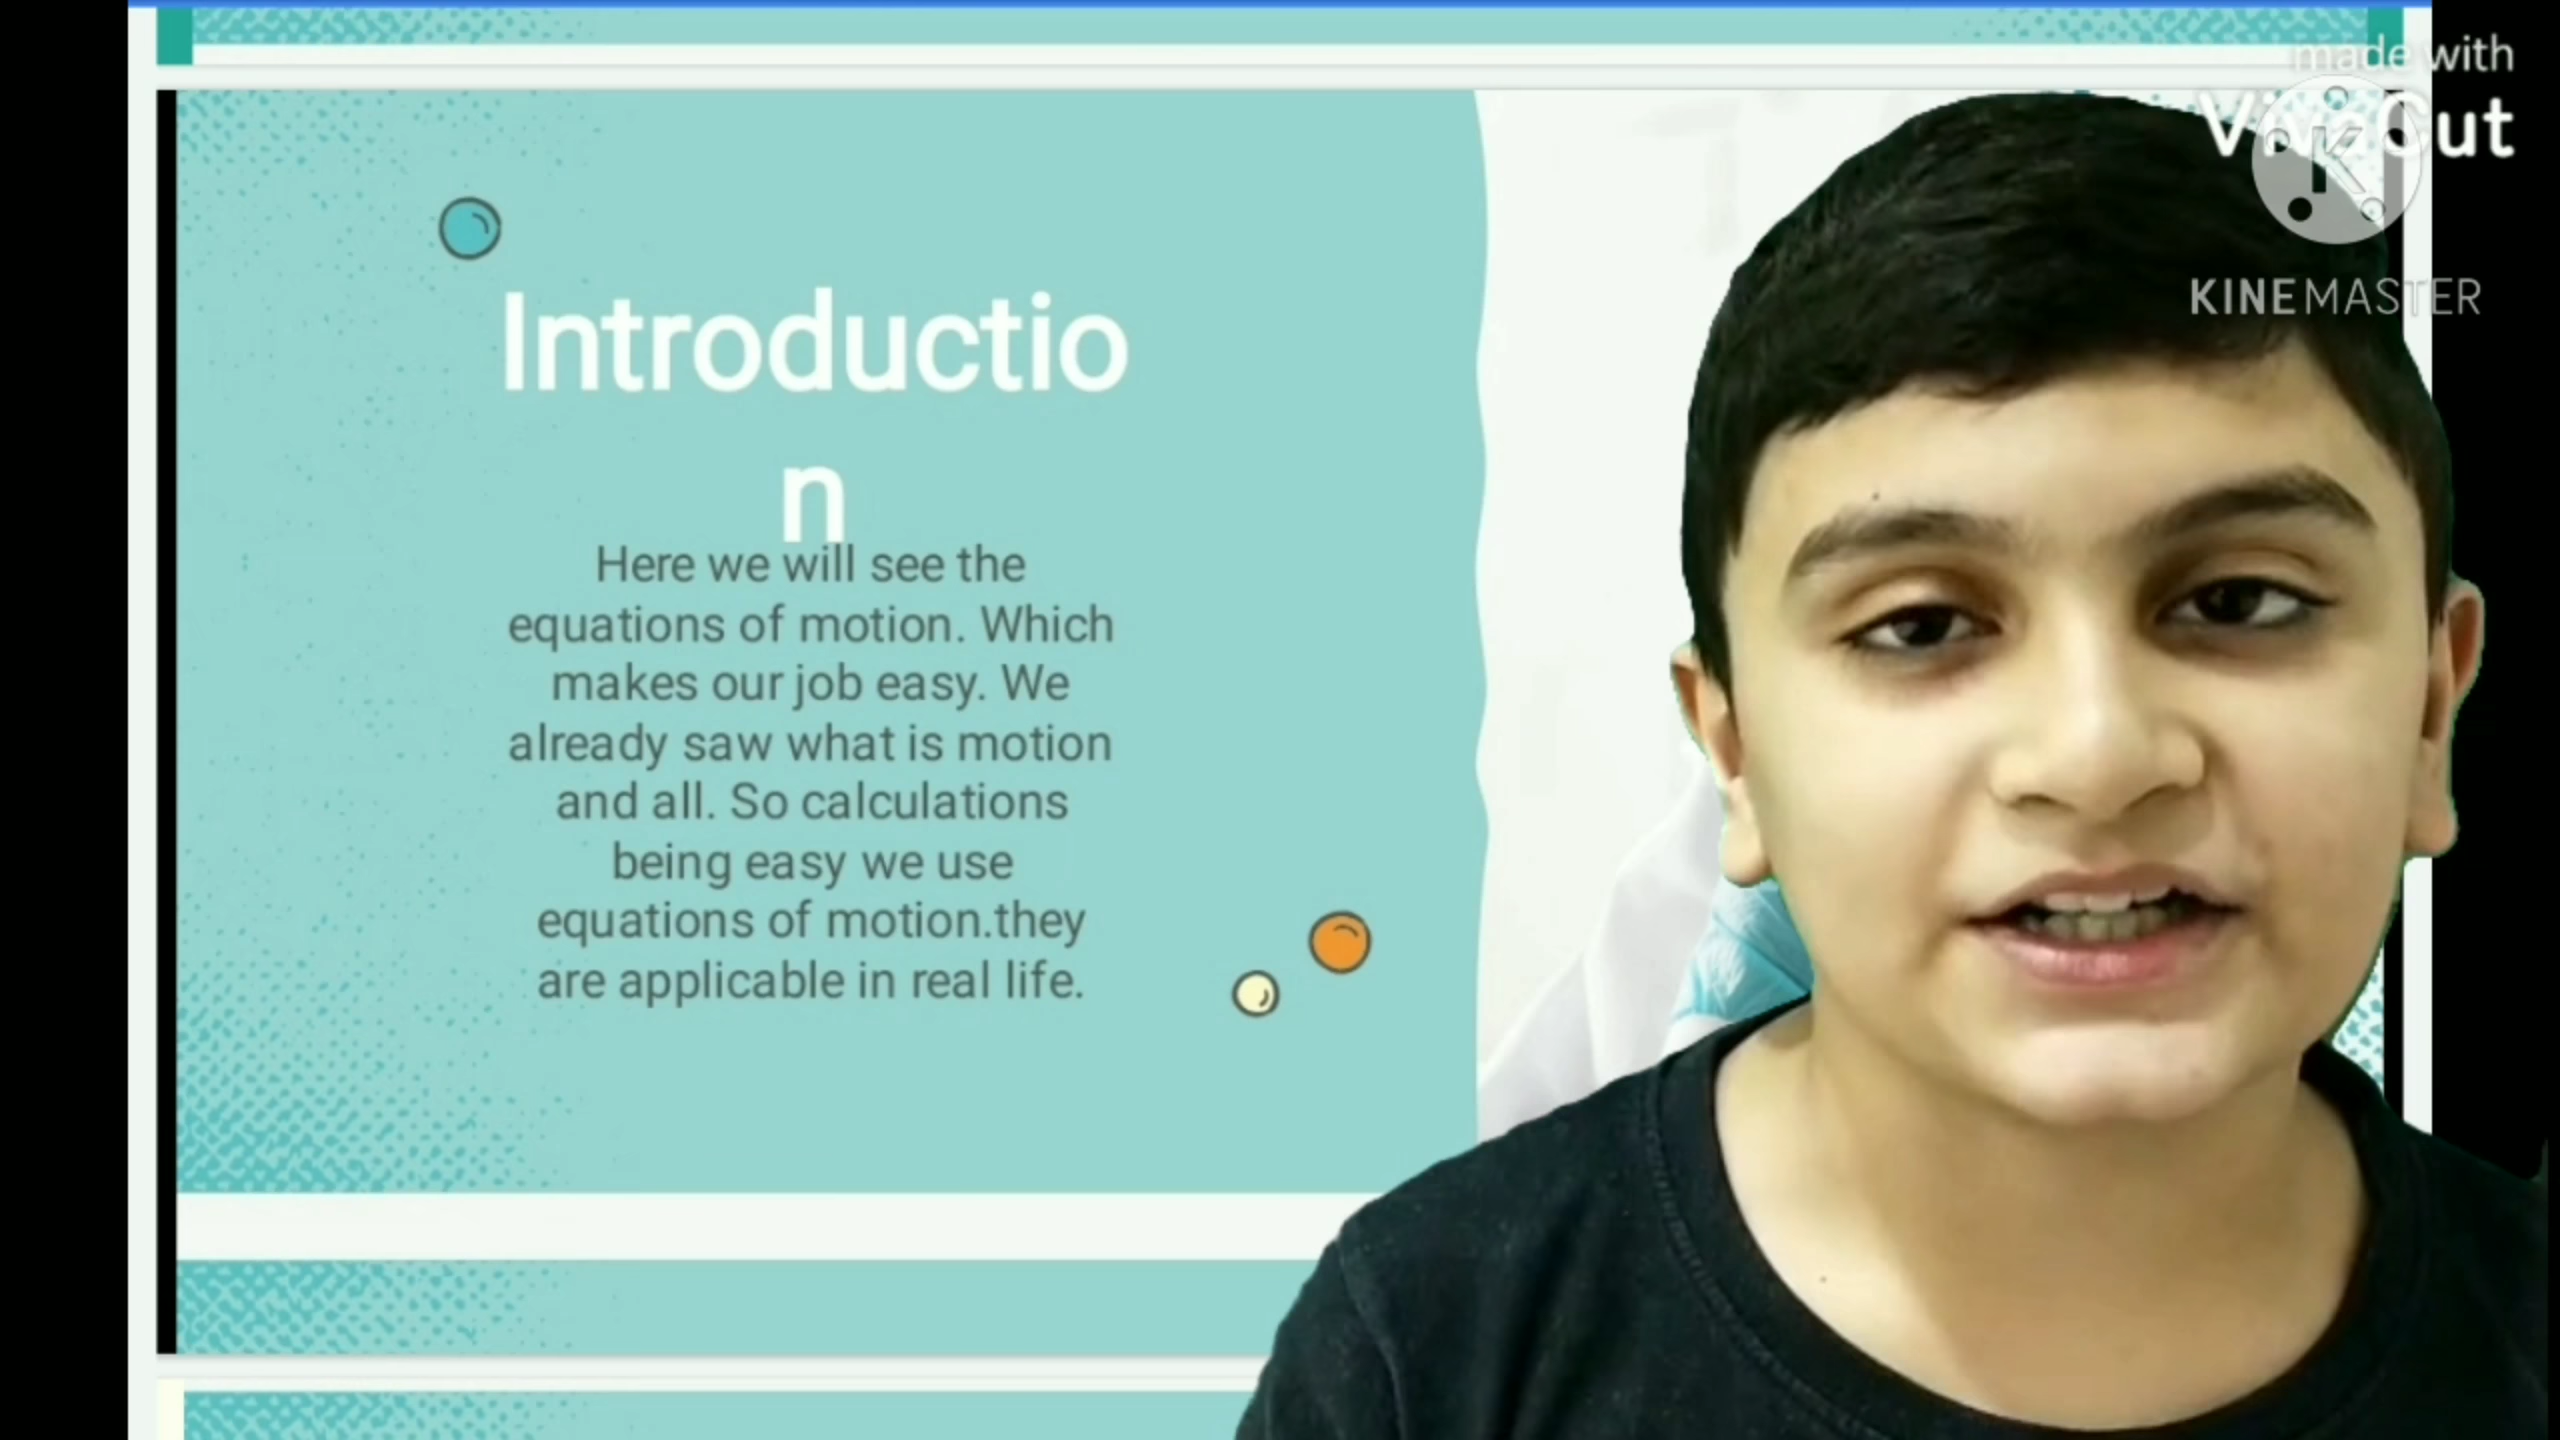 made with
VivaCut
KINEMASTER
Introductio
n
Here we will see the
equations of motion. Which
makes our job easy. We
already saw what is motion
and all. So calculations
being easy we use
equations of motion.they
are applicable in real life.